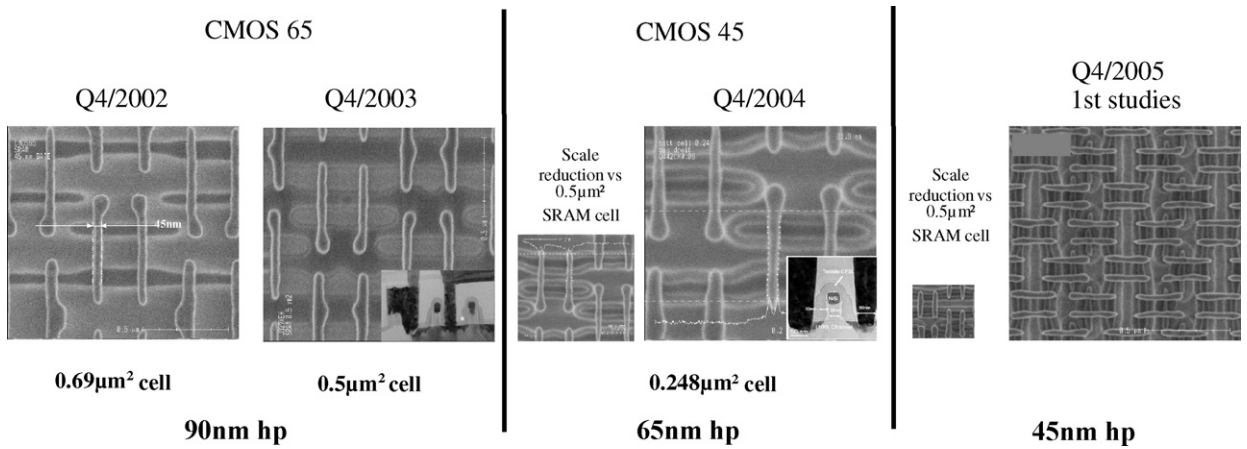 CMOS 65
Q4/2002
Q4/2003
45nm
0.69µm² cell
0.5µm² cell
90nm hp
CMOS 45
Q4/2004
Scale
reduction vs
0.5µm²
SRAM cell
0.248µm² cell
65nm hp
Q4/2005
1st studies
Scale
reduction vs
0.5µm²
SRAM cell
45nm hp